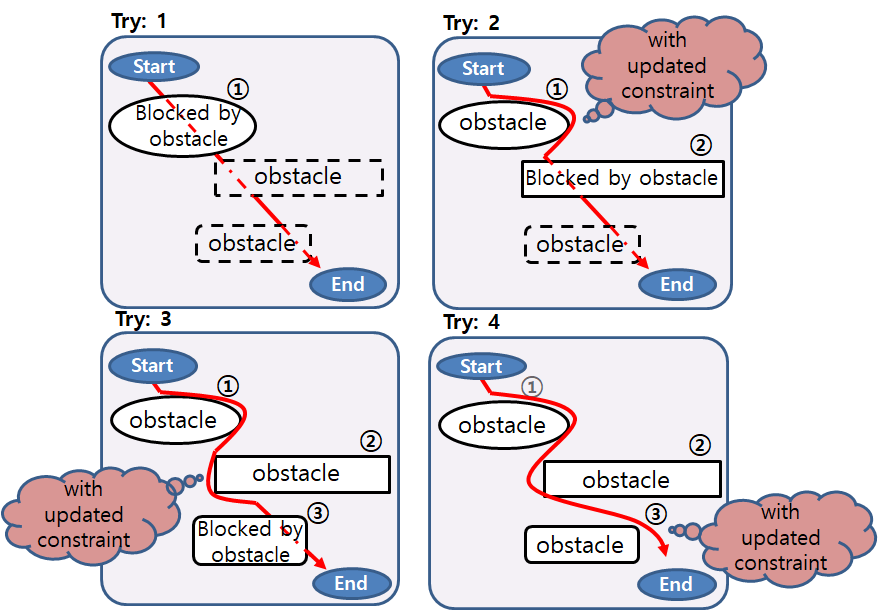 Try: 1
Start
①
Blocked by
obstacle
obstacle
obstacle
End
Try: 2
with
updated
constraint
Start
①
obstacle
②
Blocked by obstacle
obstacle
End
Try: 3
Start
①
obstacle
②
obstacle
with
updated
constraint
③
Blocked by
obstacle
End
Try: 4
Start
①
obstacle
②
obstacle
③
with
updated
constraint
obstacle
End